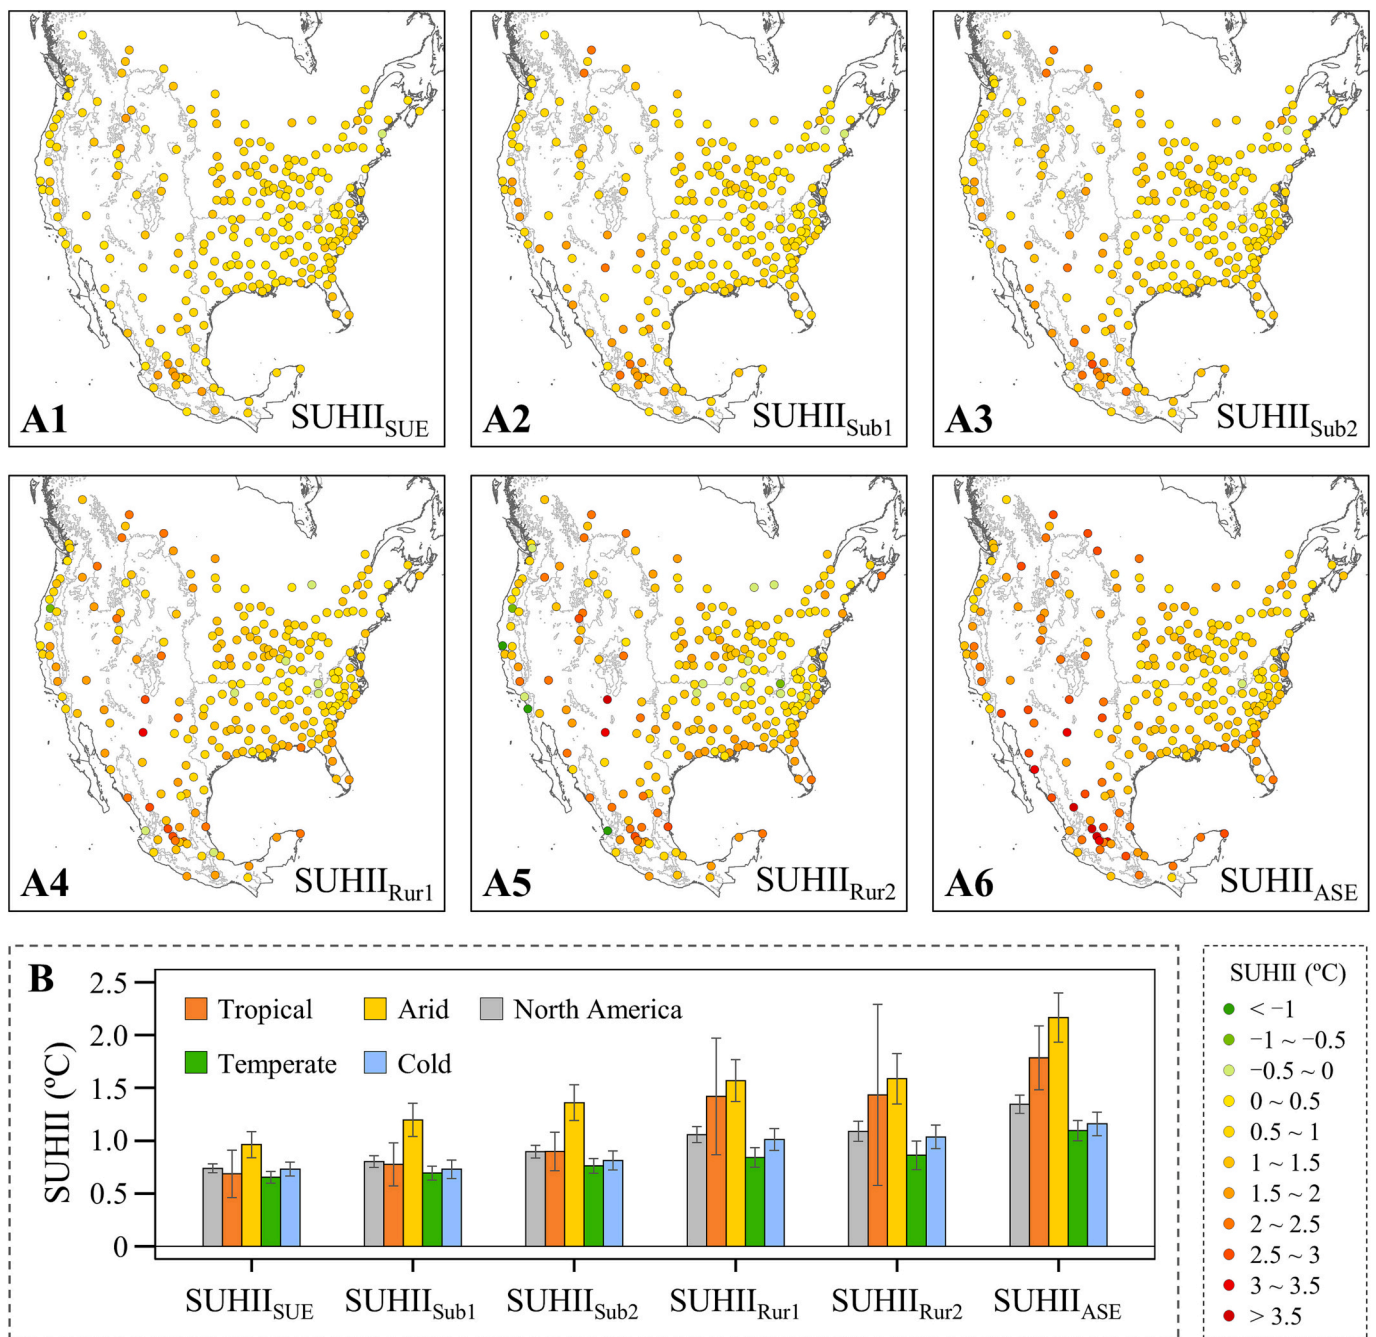 A1 SUHII_SUE
A2 SUHII_Sub1
A3 SUHII_Sub2
A4 SUHII_Rur1
A5 SUHII_Rur2
A6 SUHII_ASE
B
SUHII (ºC)
2.5
2.0
1.5
1.0
0.5
0
Tropical Arid North America
Temperate Cold
SUHII_SUE SUHII_Sub1 SUHII_Sub2 SUHII_Rur1 SUHII_Rur2 SUHII_ASE
SUHII (ºC)
< −1
−1 ~ −0.5
−0.5 ~ 0
0 ~ 0.5
0.5 ~ 1
1 ~ 1.5
1.5 ~ 2
2 ~ 2.5
2.5 ~ 3
3 ~ 3.5
> 3.5